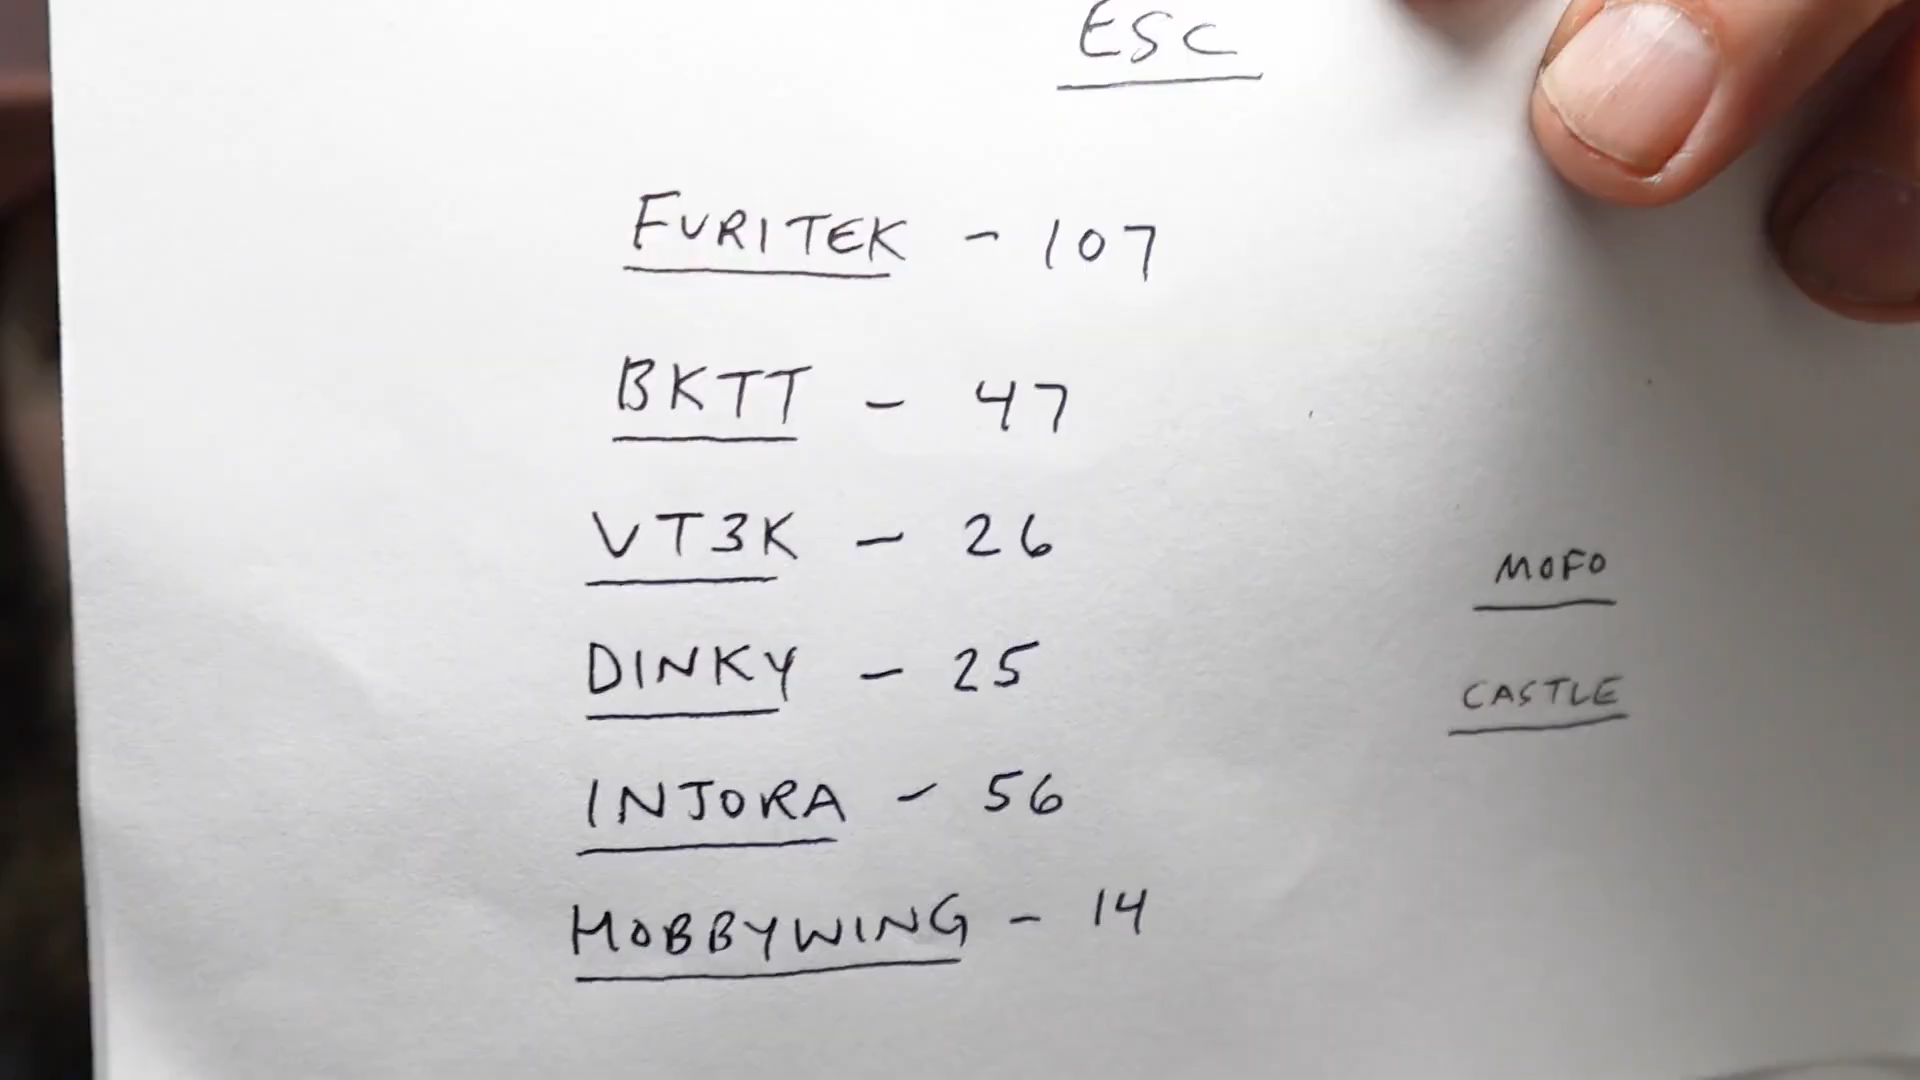 ESC
FURITEK - 107
BKTT - 47
VT3K - 26
DINKY - 25
INJORA - 56
HOBBYWING - 14
MOFO
CASTLE